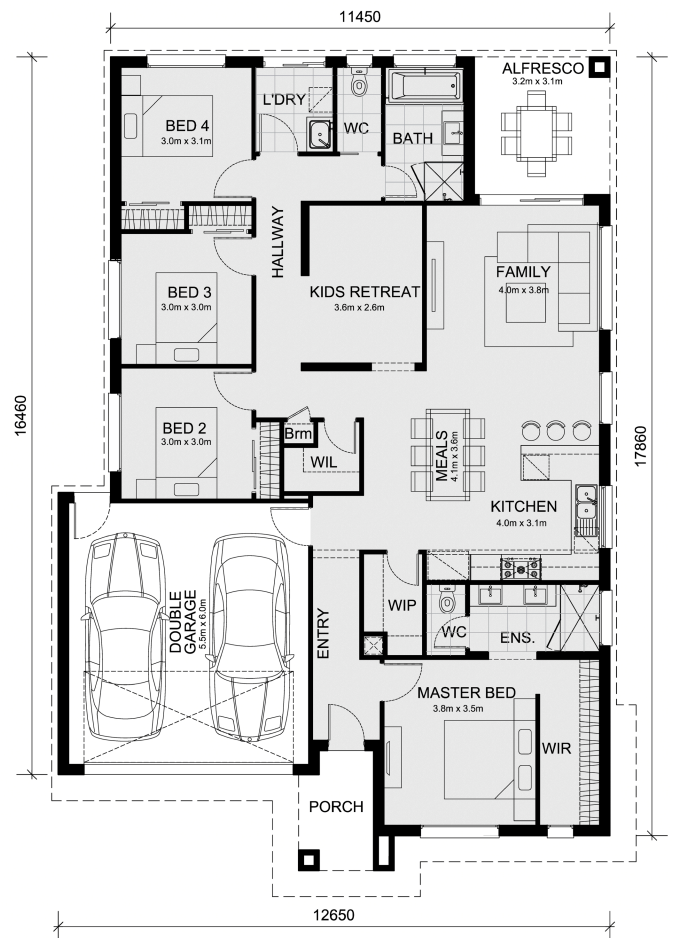 11450
ALFRESCO
3.2m x 3.1m
L'DRY
BED 4
3.0m x 3.1m
WC
BATH
HALLWAY
FAMILY
4.0m x 3.8m
BED 3
3.0m x 3.0m
KIDS RETREAT
3.6m x 2.6m
16460
17860
BED 2
3.0m x 3.0m
Brm
WIL
MEALS
4.1m x 3.6m
KITCHEN
4.0m x 3.1m
DOUBLE
GARAGE
5.5m x 6.0m
ENTRY
WIP
WC
ENS.
MASTER BED
3.8m x 3.5m
WIR
PORCH
12650